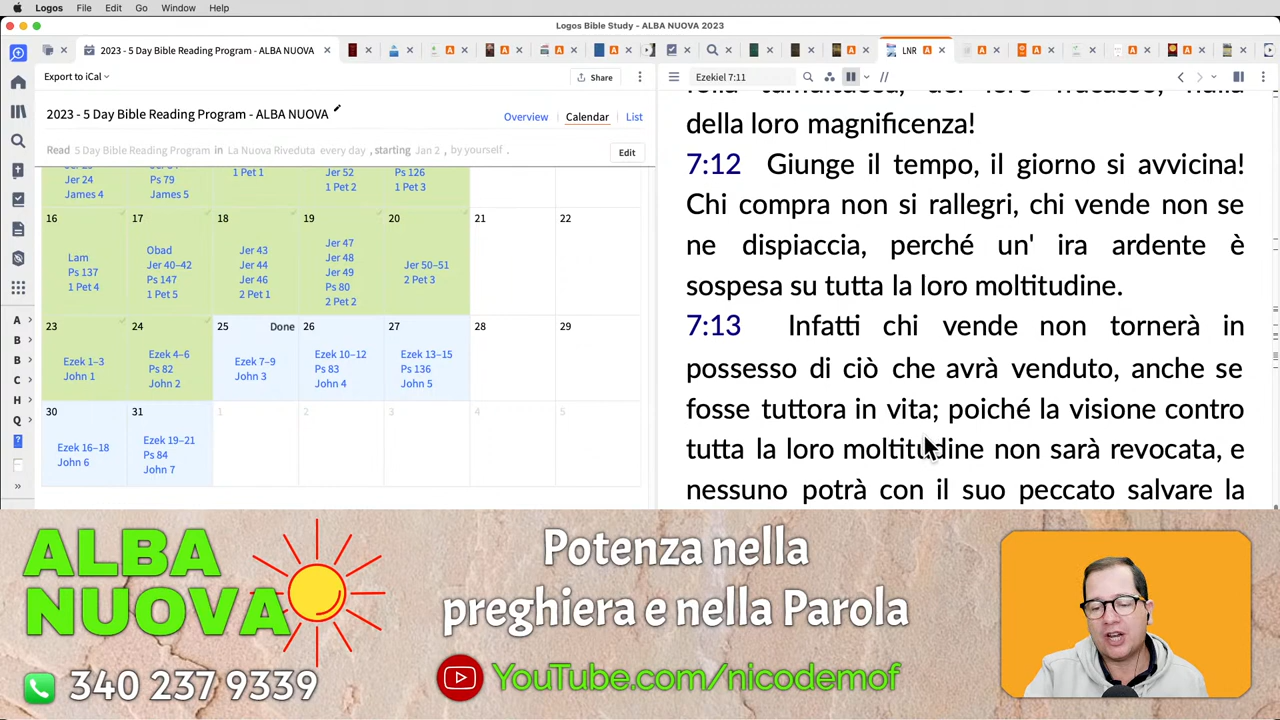 Logos File Edit Go Window Help
Logos Bible Study - ALBA NUOVA 2023
2023 - 5 Day Bible Reading Program - ALBA NUOVA
LNR
Export to iCal
Share
Ezekiel 7:11
2023 - 5 Day Bible Reading Program - ALBA NUOVA
Overview Calendar List
Read 5 Day Bible Reading Program in La Nuova Riveduta every day , starting Jan 2 , by yourself .
Edit
Jer 24
James 4
Ps 79
James 5
1 Pet 1
Jer 52
1 Pet 2
Ps 126
1 Pet 3
16
Lam
Ps 137
1 Pet 4
17
Obad
Jer 40–42
Ps 147
1 Pet 5
18
Jer 43
Jer 44
Jer 46
2 Pet 1
19
Jer 47
Jer 48
Jer 49
Ps 80
2 Pet 2
20
Jer 50–51
2 Pet 3
21
22
23
Ezek 1–3
John 1
24
Ezek 4–6
Ps 82
John 2
25 Done
Ezek 7–9
John 3
26
Ezek 10–12
Ps 83
John 4
27
Ezek 13–15
Ps 136
John 5
28
29
30
Ezek 16–18
John 6
31
Ezek 19–21
Ps 84
John 7
1
2
3
4
5
A
B
B
C
H
Q
della loro magnificenza!
7:12 Giunge il tempo, il giorno si avvicina!
Chi compra non si rallegri, chi vende non se
ne dispiaccia, perché un' ira ardente è
sospesa su tutta la loro moltitudine.
7:13 Infatti chi vende non tornerà in
possesso di ciò che avrà venduto, anche se
fosse tuttora in vita; poiché la visione contro
tutta la loro moltitudine non sarà revocata, e
nessuno potrà con il suo peccato salvare la
ALBA
NUOVA
340 237 9339
Potenza nella
preghiera e nella Parola
YouTube.com/nicodemof